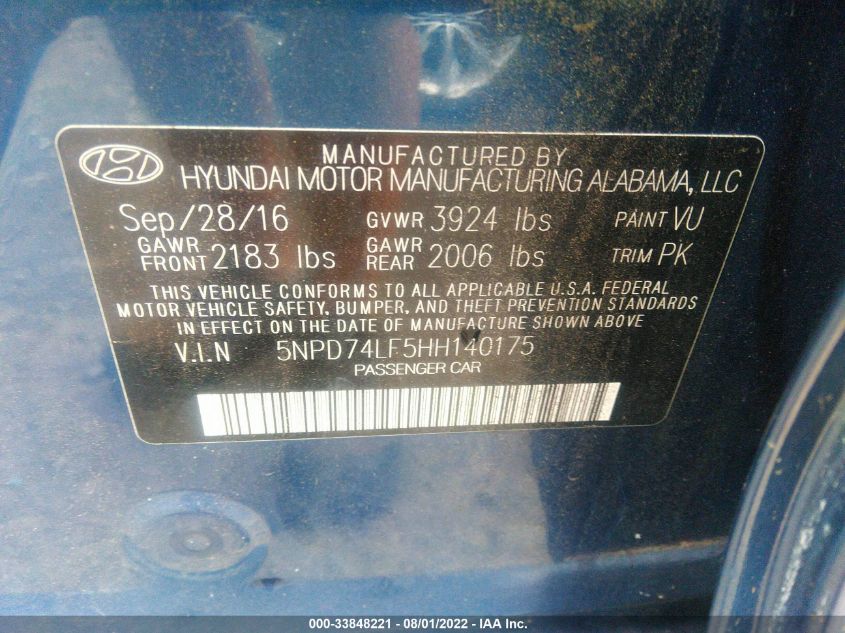 MANUFACTURED BY
HYUNDAI MOTOR MANUFACTURING ALABAMA, LLC
Sep/28/16 GVWR 3924 lbs PAINT VU
GAWR FRONT 2183 lbs GAWR REAR 2006 lbs TRIM PK
THIS VEHICLE CONFORMS TO ALL APPLICABLE U.S.A. FEDERAL
MOTOR VEHICLE SAFETY, BUMPER, AND THEFT PREVENTION STANDARDS
IN EFFECT ON THE DATE OF MANUFACTURE SHOWN ABOVE
V.I.N 5NPD74LF5HH140175
PASSENGER CAR
000-33848221 - 08/01/2022 - IAA Inc.